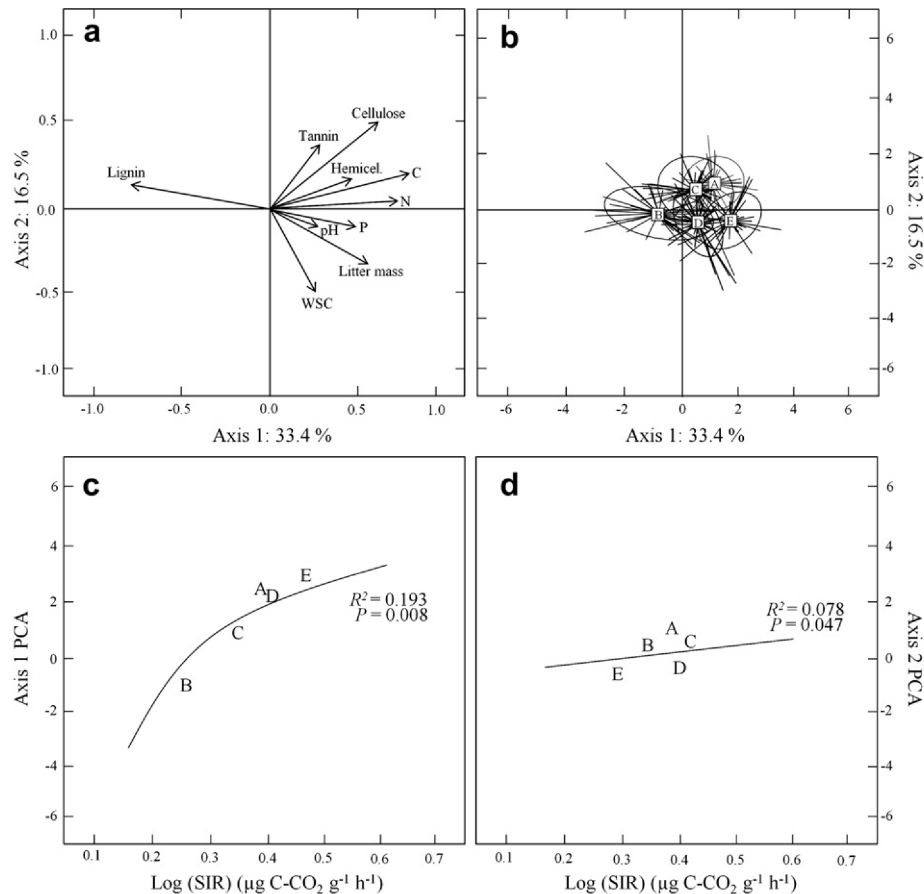 a
1.0
0.5
0.0
-0.5
-1.0
Axis 2: 16.5 %
Cellulose
Tannin
Hemicel.
C
Lignin
N
P
pH
Litter mass
WSC
-1.0 -0.5 0.0 0.5 1.0
Axis 1: 33.4 %
b
6
4
2
0
-2
-4
-6
Axis 2: 16.5 %
C A
B D E
-6 -4 -2 0 2 4 6
Axis 1: 33.4 %
c
6
4
2
0
-2
-4
-6
Axis 1 PCA
E
A
D
C
B
R² = 0.193
P = 0.008
0.1 0.2 0.3 0.4 0.5 0.6 0.7
Log (SIR) (µg C-CO₂ g⁻¹ h⁻¹)
d
6
4
2
0
-2
-4
-6
Axis 2 PCA
A
B C
E D
R² = 0.078
P = 0.047
0.1 0.2 0.3 0.4 0.5 0.6 0.7
Log (SIR) (µg C-CO₂ g⁻¹ h⁻¹)